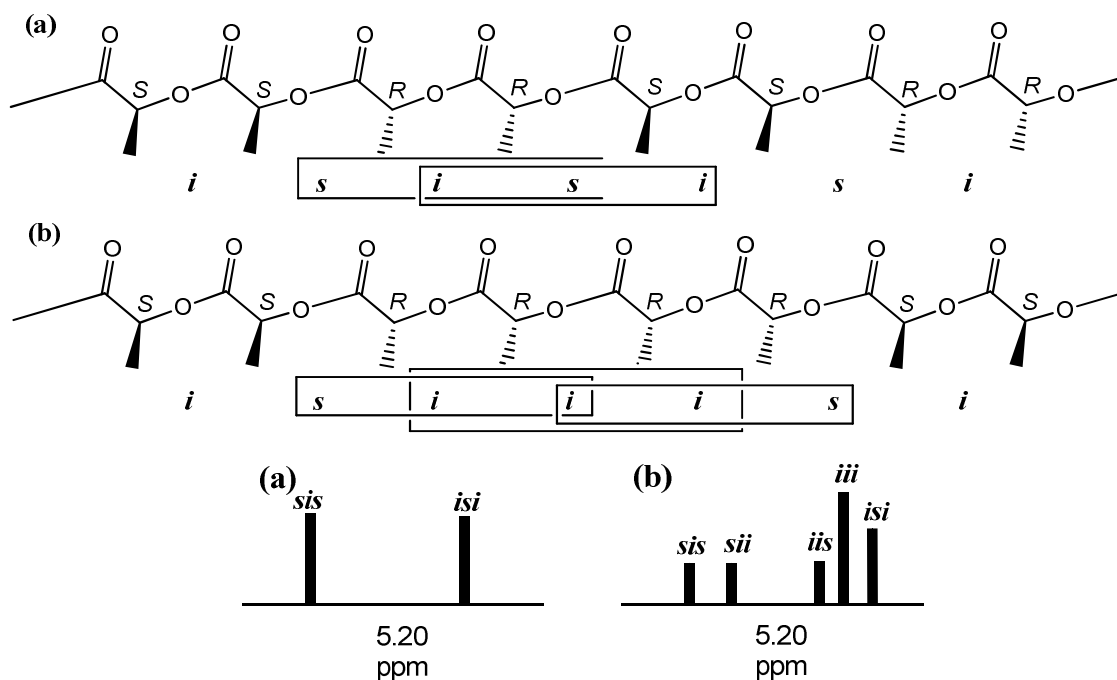 (a)
O O O O O O O O
S S R R S S R R
O O O O O O O O
i s i s i s i
(b)
O O O O O O O O
S S R R R R S S
O O O O O O O O
i s i i i s i
(a) (b)
sis isi sis sii iis iii isi
5.20 5.20
ppm ppm